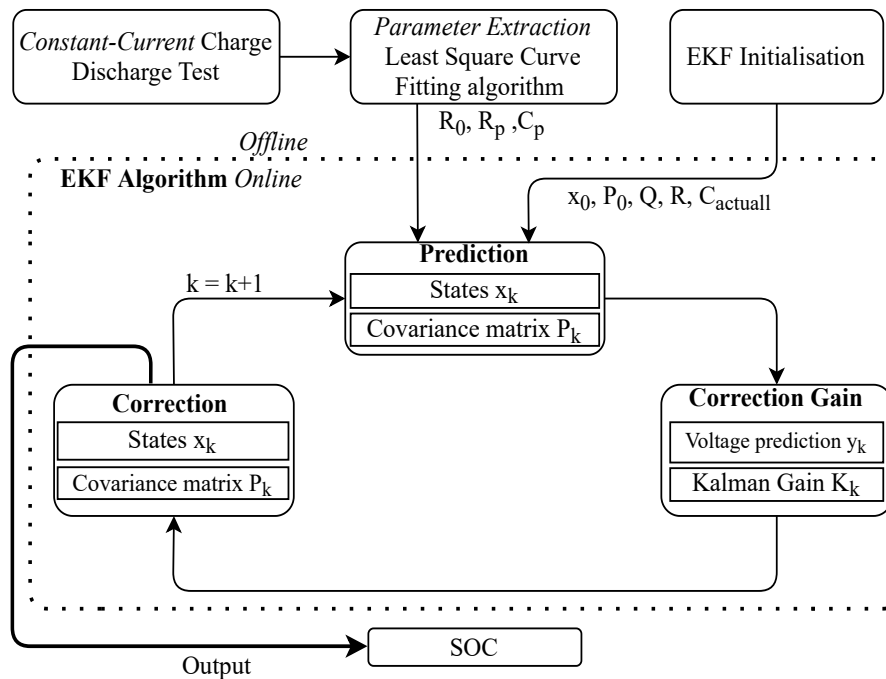 Constant-Current Charge
Discharge Test
Parameter Extraction
Least Square Curve
Fitting algorithm
EKF Initialisation
R0, Rp ,Cp
Offline
EKF Algorithm Online
x0, P0, Q, R, Cactuall
Prediction
States xk
Covariance matrix Pk
k = k+1
Correction
States xk
Covariance matrix Pk
Correction Gain
Voltage prediction yk
Kalman Gain Kk
SOC
Output